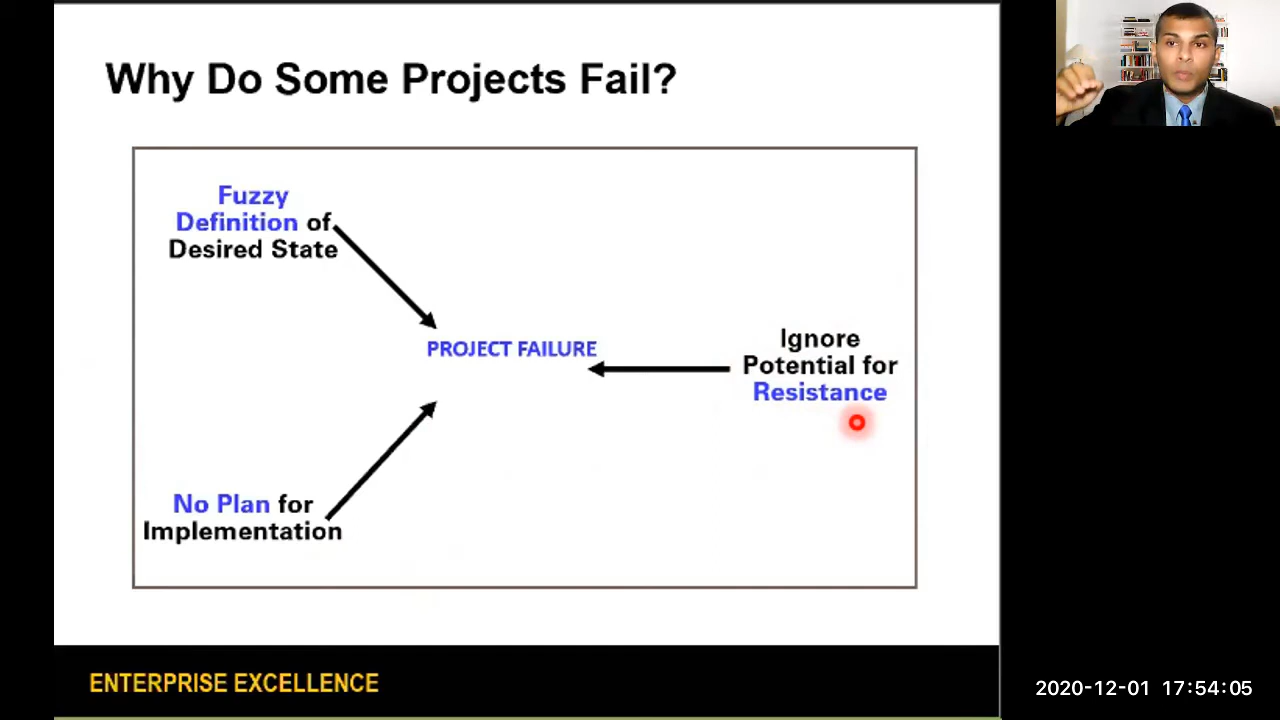 Why Do Some Projects Fail?
Fuzzy
Definition of
Desired State
PROJECT FAILURE
Ignore
Potential for
Resistance
No Plan for
Implementation
ENTERPRISE EXCELLENCE
2020-12-01 17:54:05